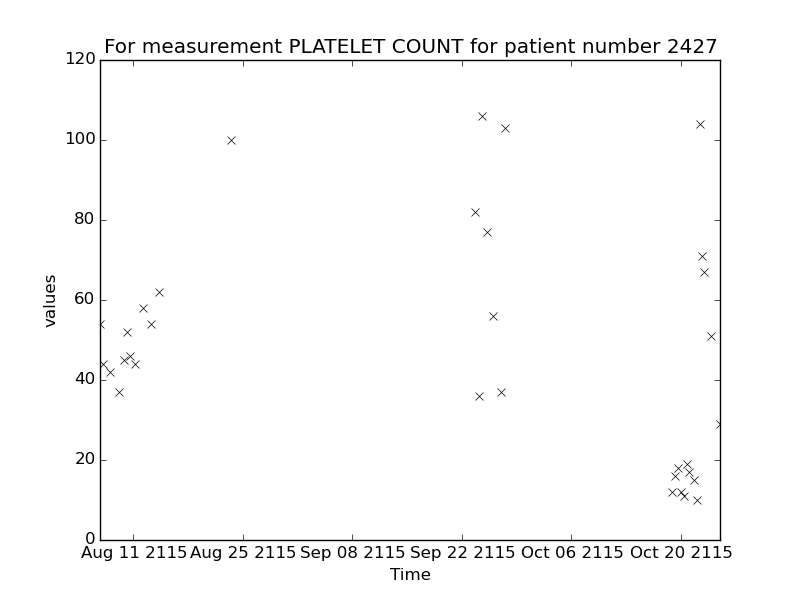 For measurement PLATELET COUNT for patient number 2427
120
100
80
60
40
20
0
values
Aug 11 2115 Aug 25 2115 Sep 08 2115 Sep 22 2115 Oct 06 2115 Oct 20 2115
Time